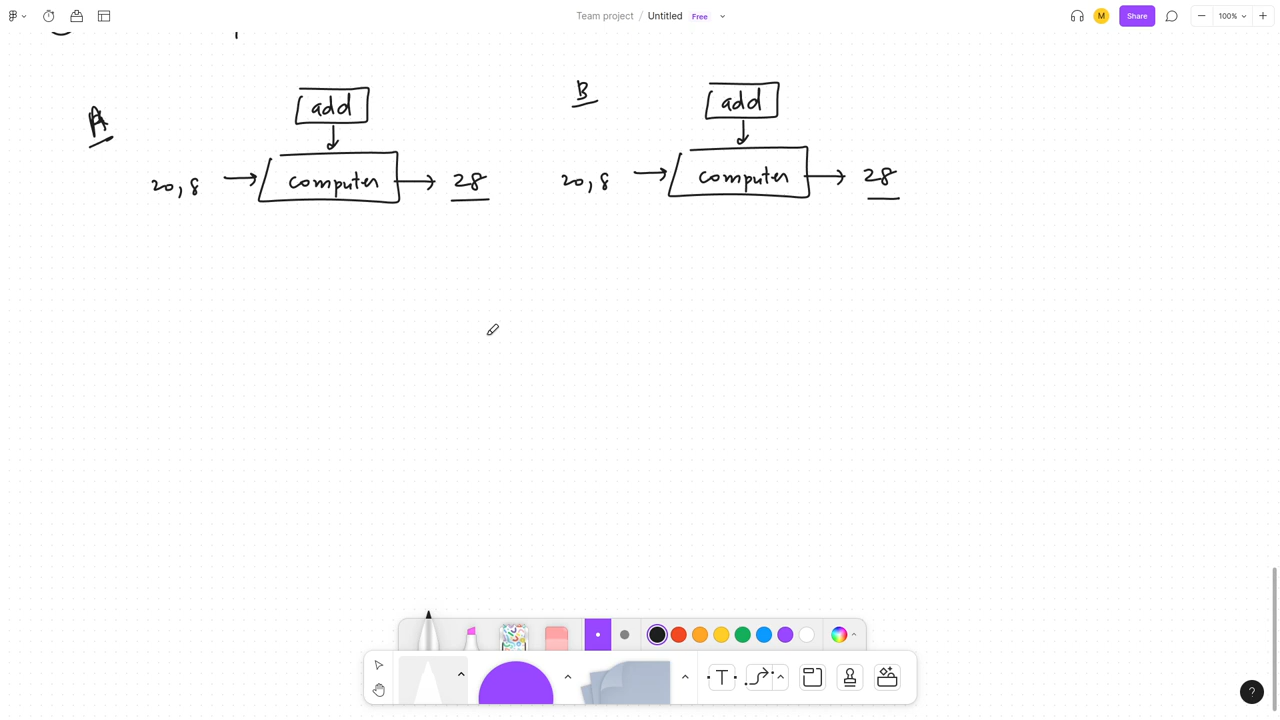 Team project / Untitled Free
M
Share
100%
A
add
20, 8 → computer → 28
B
add
20, 8 → computer → 28
T
?